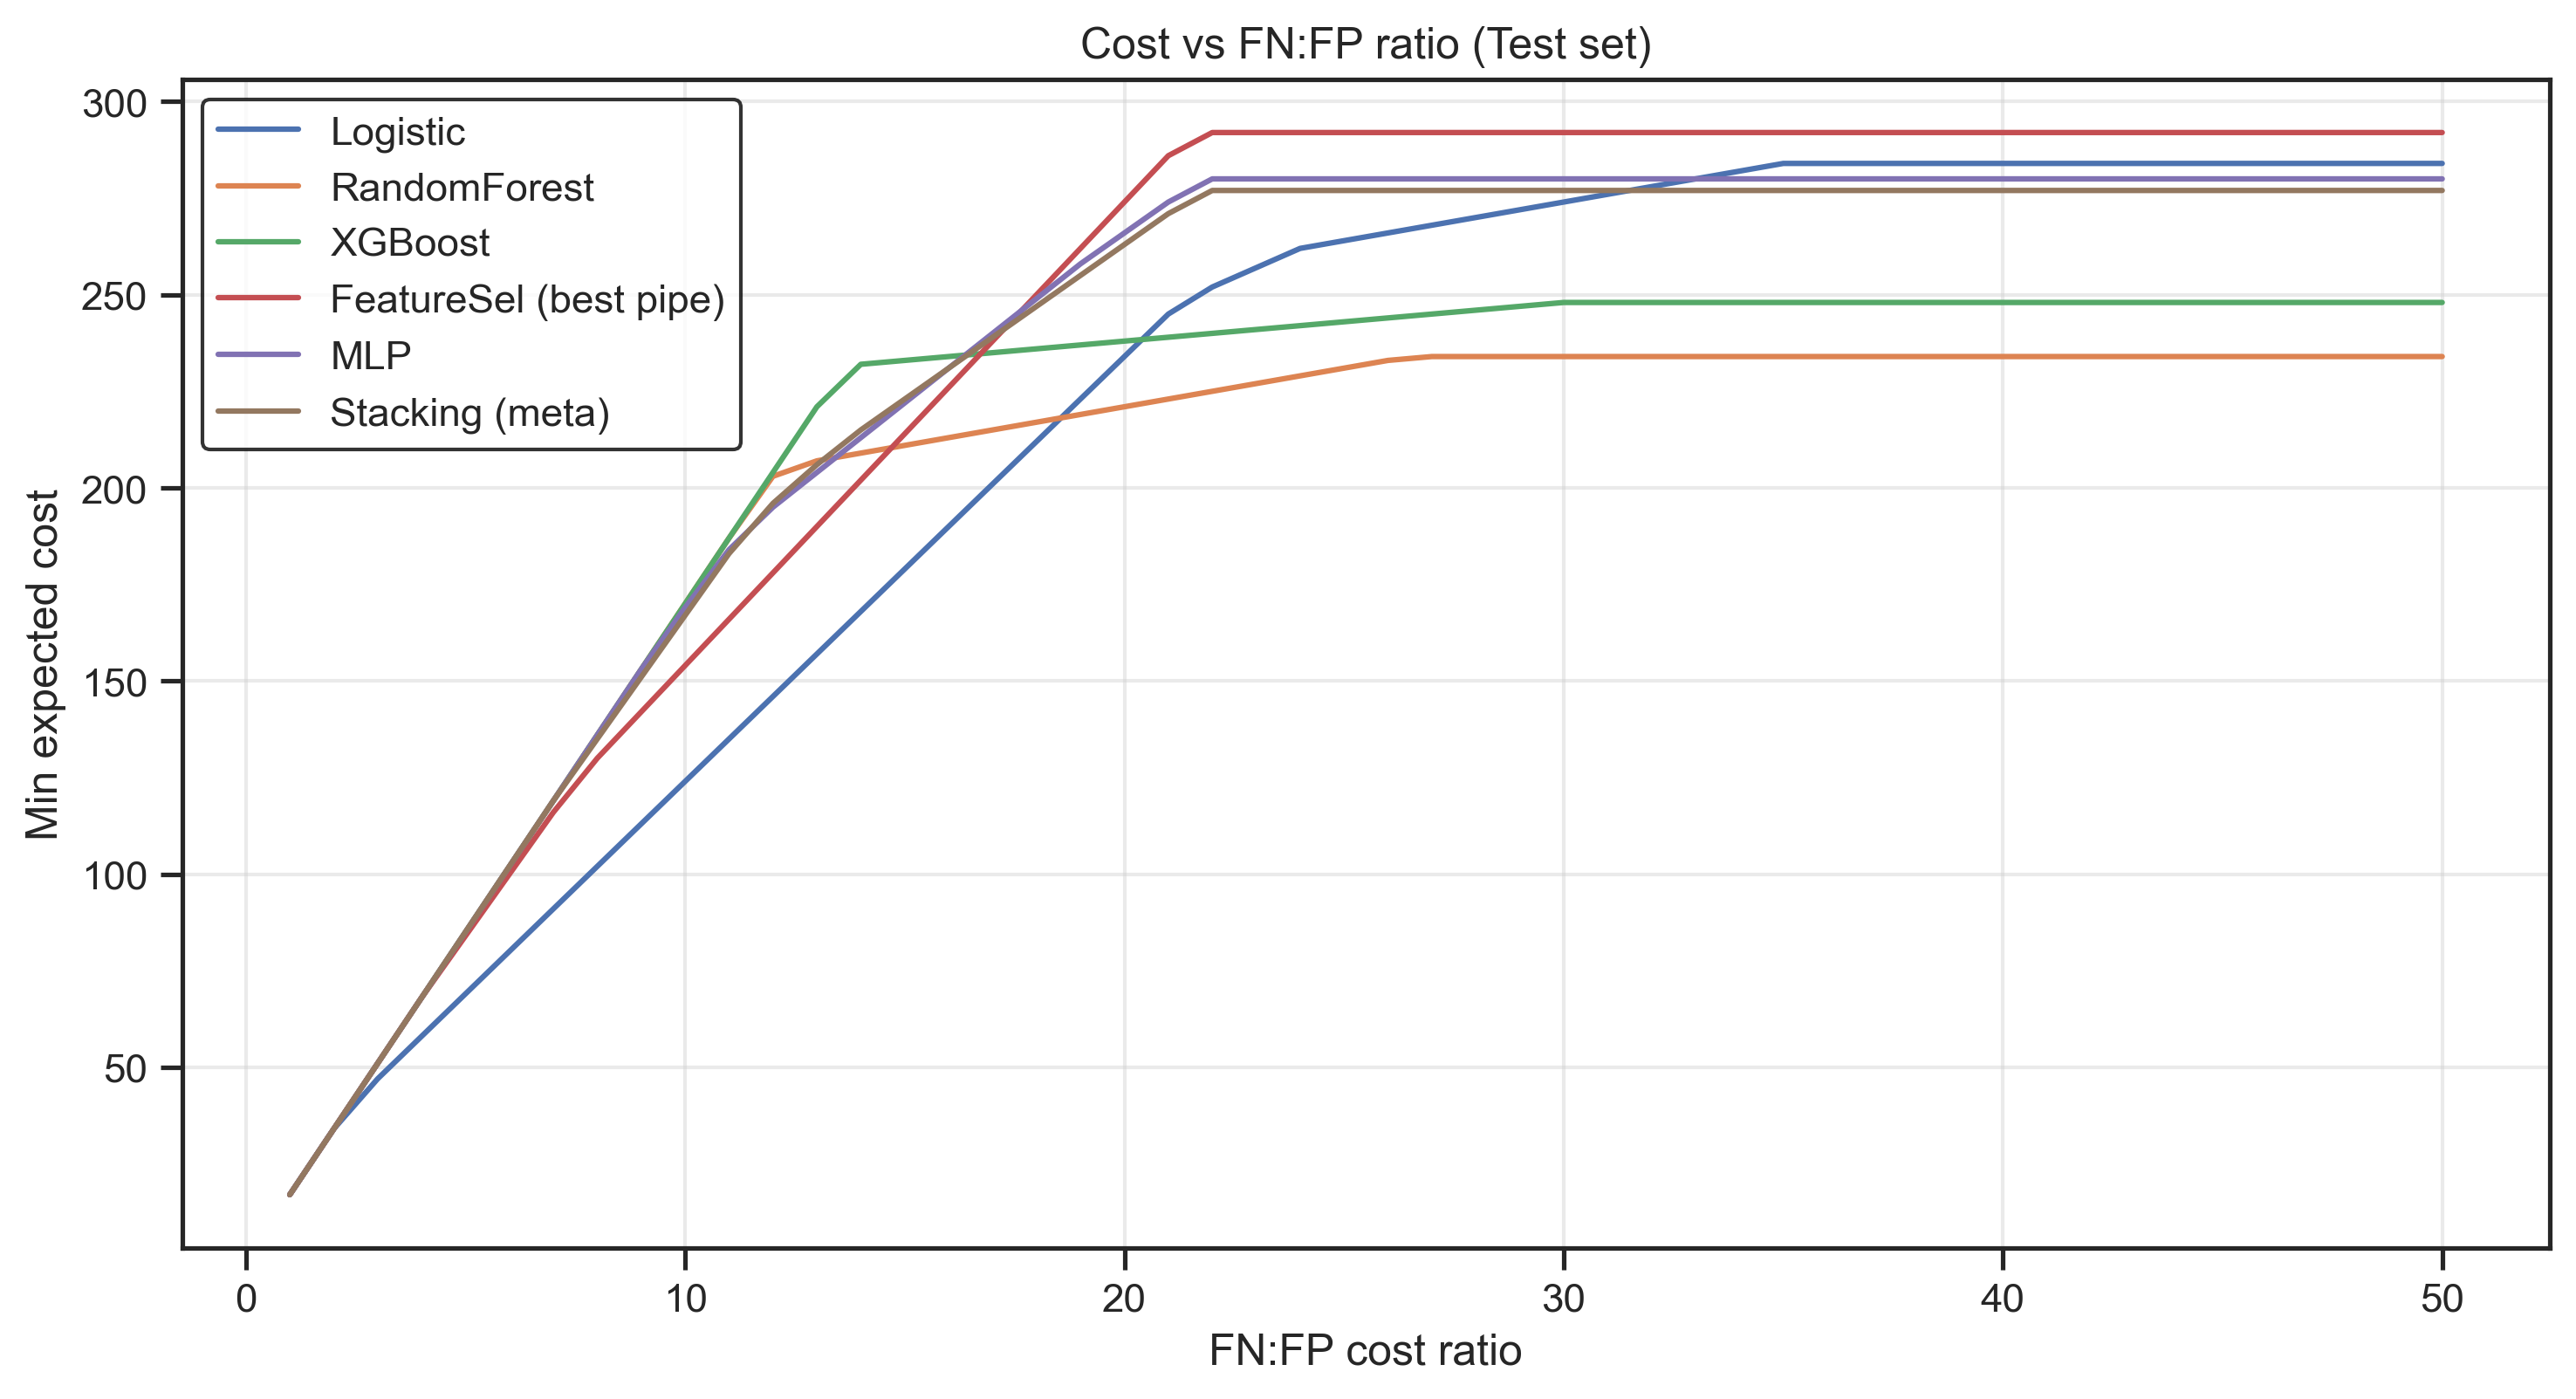 Cost vs FN:FP ratio (Test set)
300
250
200
150
100
50
Min expected cost
Logistic
RandomForest
XGBoost
FeatureSel (best pipe)
MLP
Stacking (meta)
0 10 20 30 40 50
FN:FP cost ratio